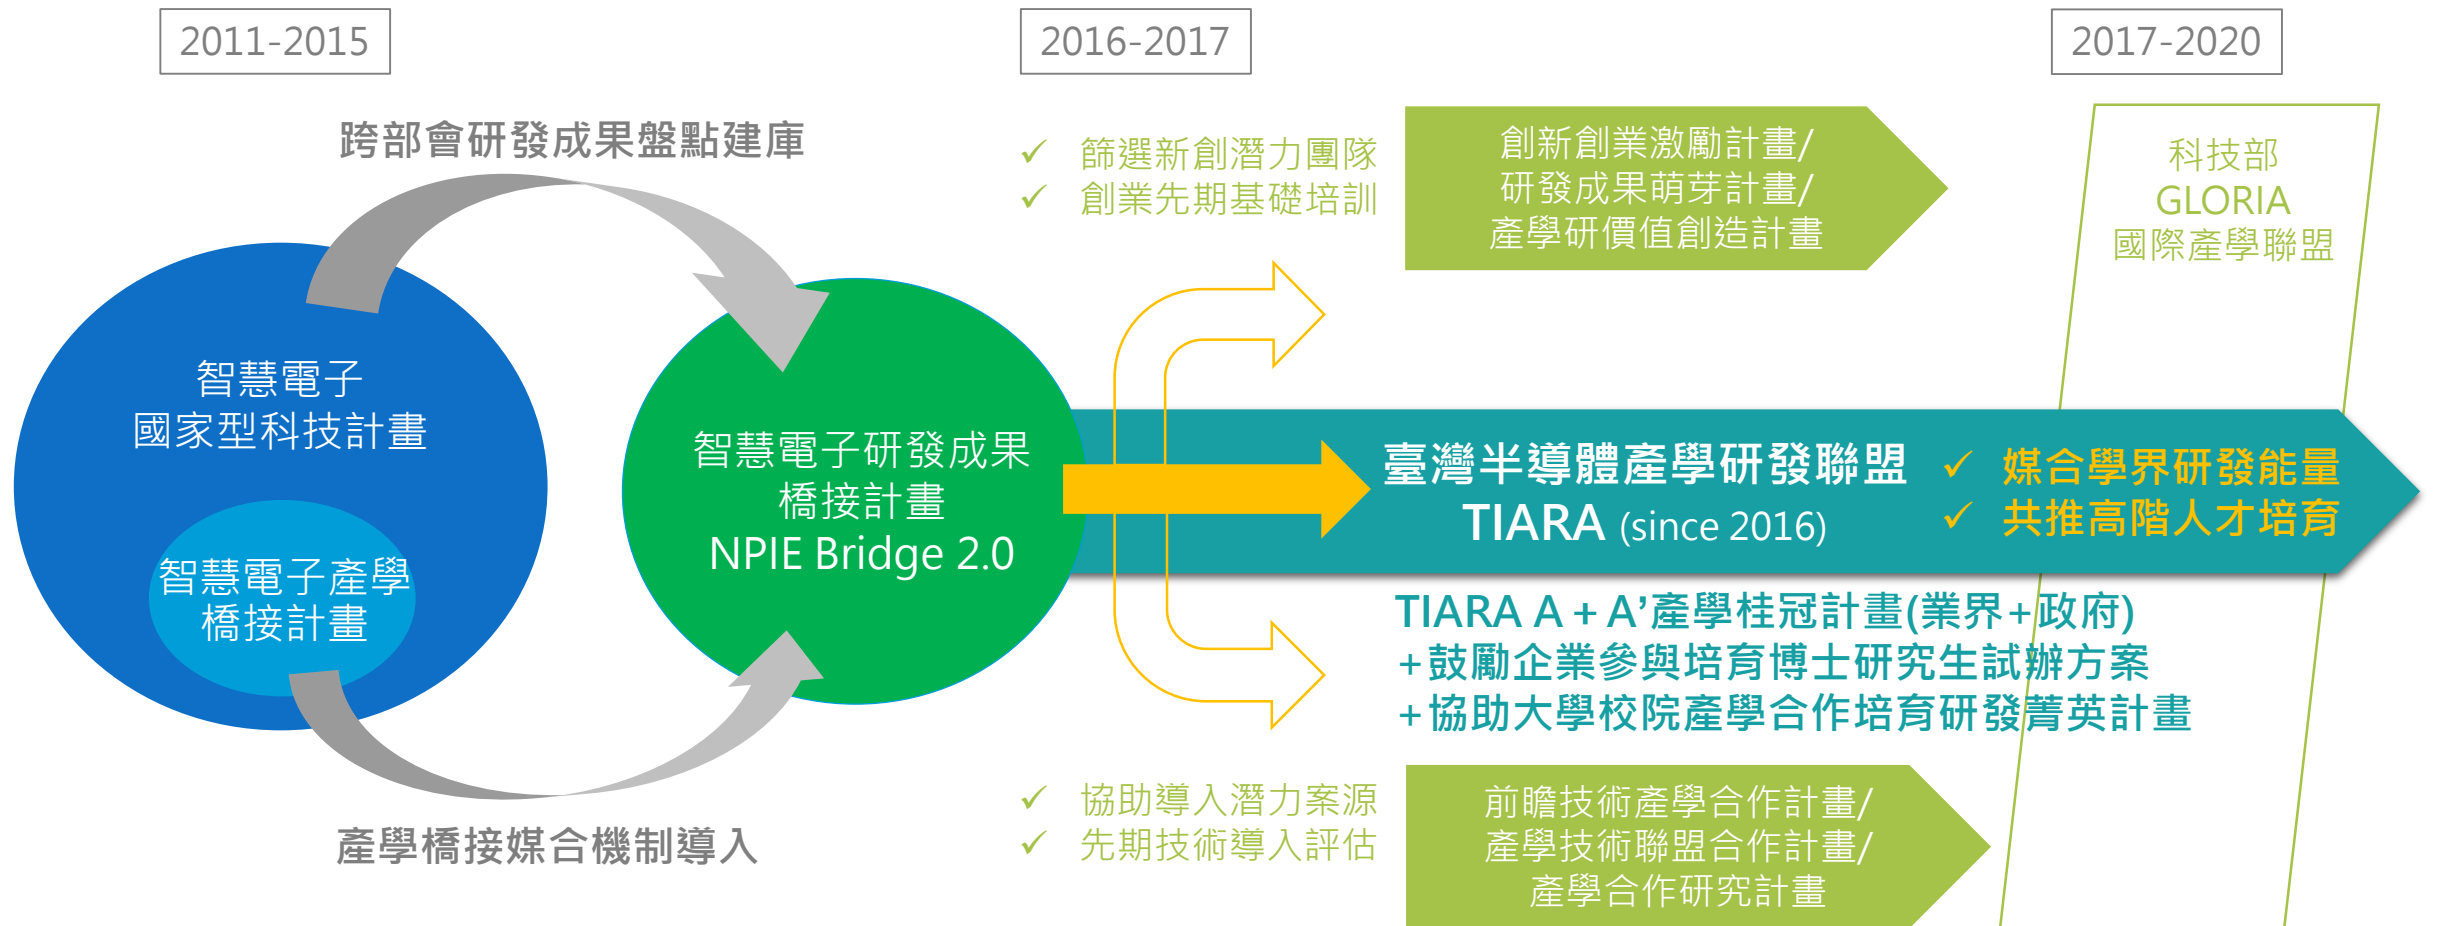 2011-2015
2016-2017
2017-2020
跨部會研發成果盤點建庫
智慧電子
國家型科技計畫
智慧電子產學
橋接計畫
產學橋接媒合機制導入
智慧電子研發成果
橋接計畫
NPIE Bridge 2.0
✓ 篩選新創潛力團隊
✓ 創業先期基礎培訓
創新創業激勵計畫/
研發成果萌芽計畫/
產學研價值創造計畫
科技部
GLORIA
國際產學聯盟
臺灣半導體產學研發聯盟
TIARA (since 2016)
✓ 媒合學界研發能量
✓ 共推高階人才培育
TIARA A + A’產學桂冠計畫(業界+政府)
+鼓勵企業參與培育博士研究生試辦方案
+協助大學校院產學合作培育研發菁英計畫
✓ 協助導入潛力案源
✓ 先期技術導入評估
前瞻技術產學合作計畫/
產學技術聯盟合作計畫/
產學合作研究計畫